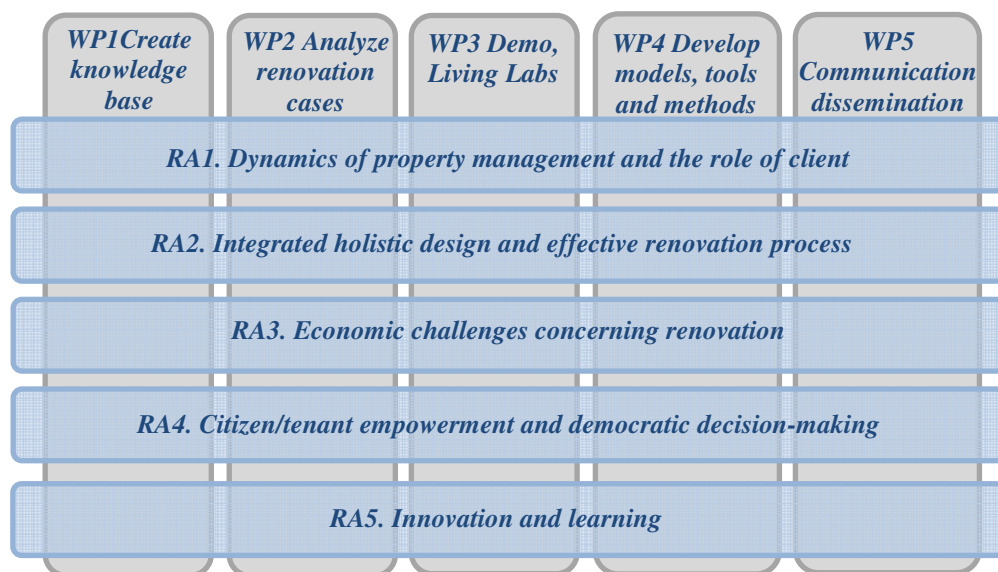 WP1Create
knowledge
base
WP2 Analyze
renovation
cases
WP3 Demo,
Living Labs
WP4 Develop
models, tools
and methods
WP5
Communication
dissemination
RA1. Dynamics of property management and the role of client
RA2. Integrated holistic design and effective renovation process
RA3. Economic challenges concerning renovation
RA4. Citizen/tenant empowerment and democratic decision-making
RA5. Innovation and learning